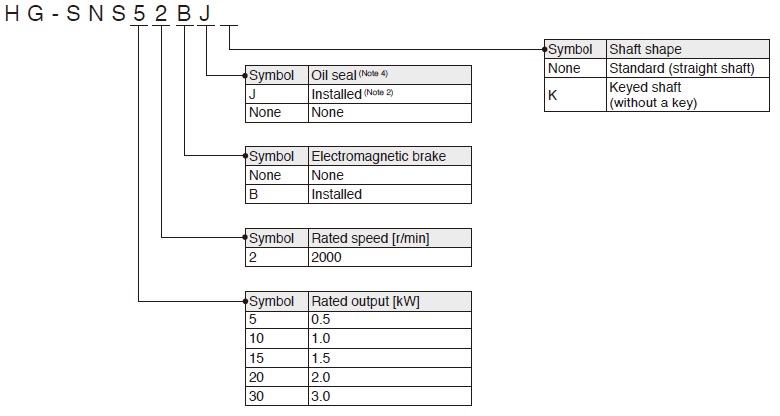 HG-SNS52BJ
Symbol Shaft shape
None Standard (straight shaft)
K Keyed shaft
(without a key)
Symbol Oil seal (Note 4)
J Installed (Note 2)
None None
Symbol Electromagnetic brake
None None
B Installed
Symbol Rated speed [r/min]
2 2000
Symbol Rated output [kW]
5 0.5
10 1.0
15 1.5
20 2.0
30 3.0